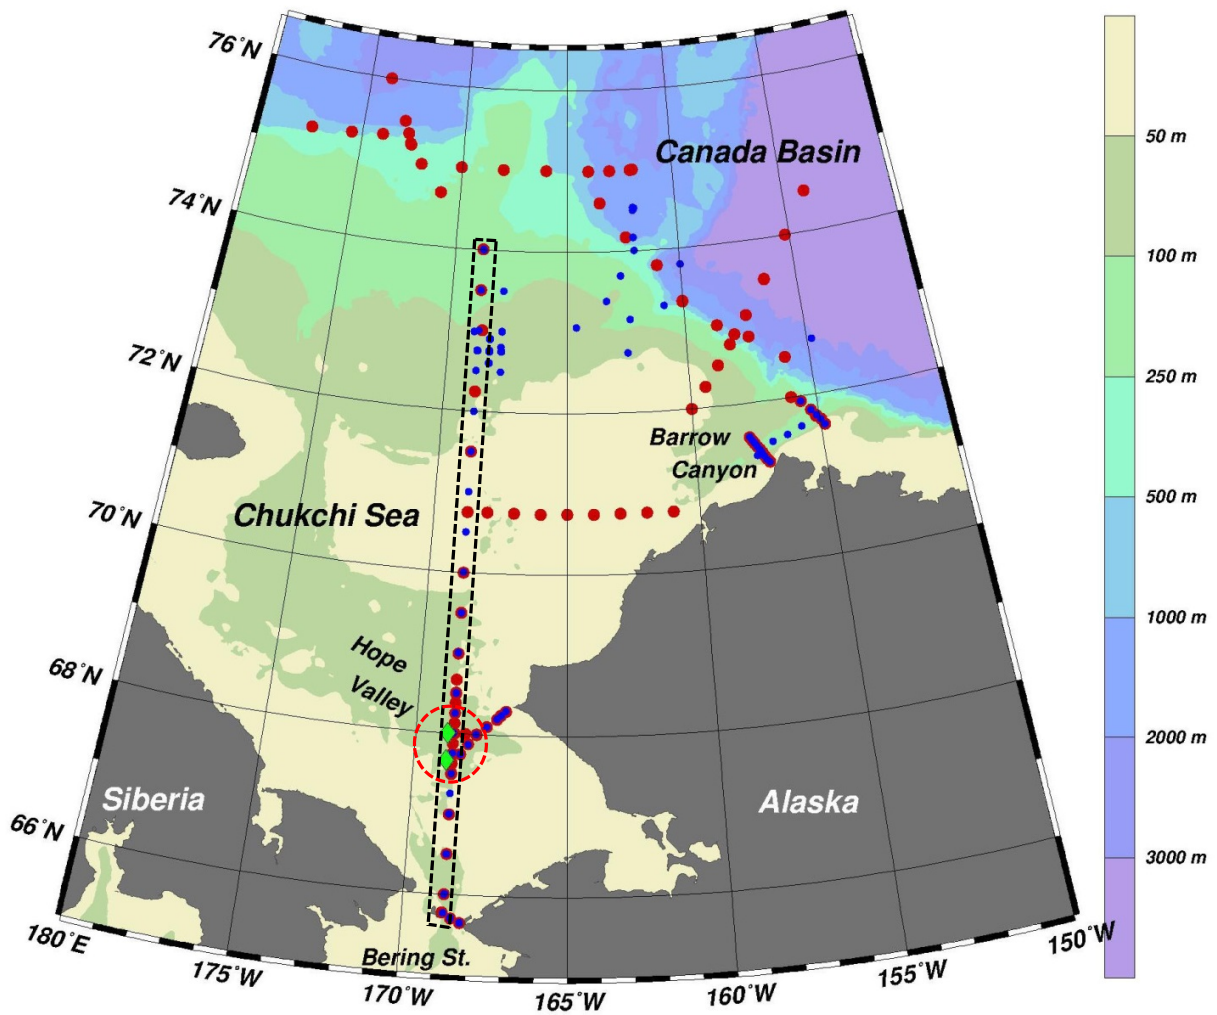 76°N
74°N
72°N
70°N
68°N
66°N
180°E
175°W
170°W
165°W
160°W
155°W
150°W
Canada Basin
Barrow
Canyon
Chukchi Sea
Hope
Valley
Siberia
Alaska
Bering St.
50 m
100 m
250 m
500 m
1000 m
2000 m
3000 m